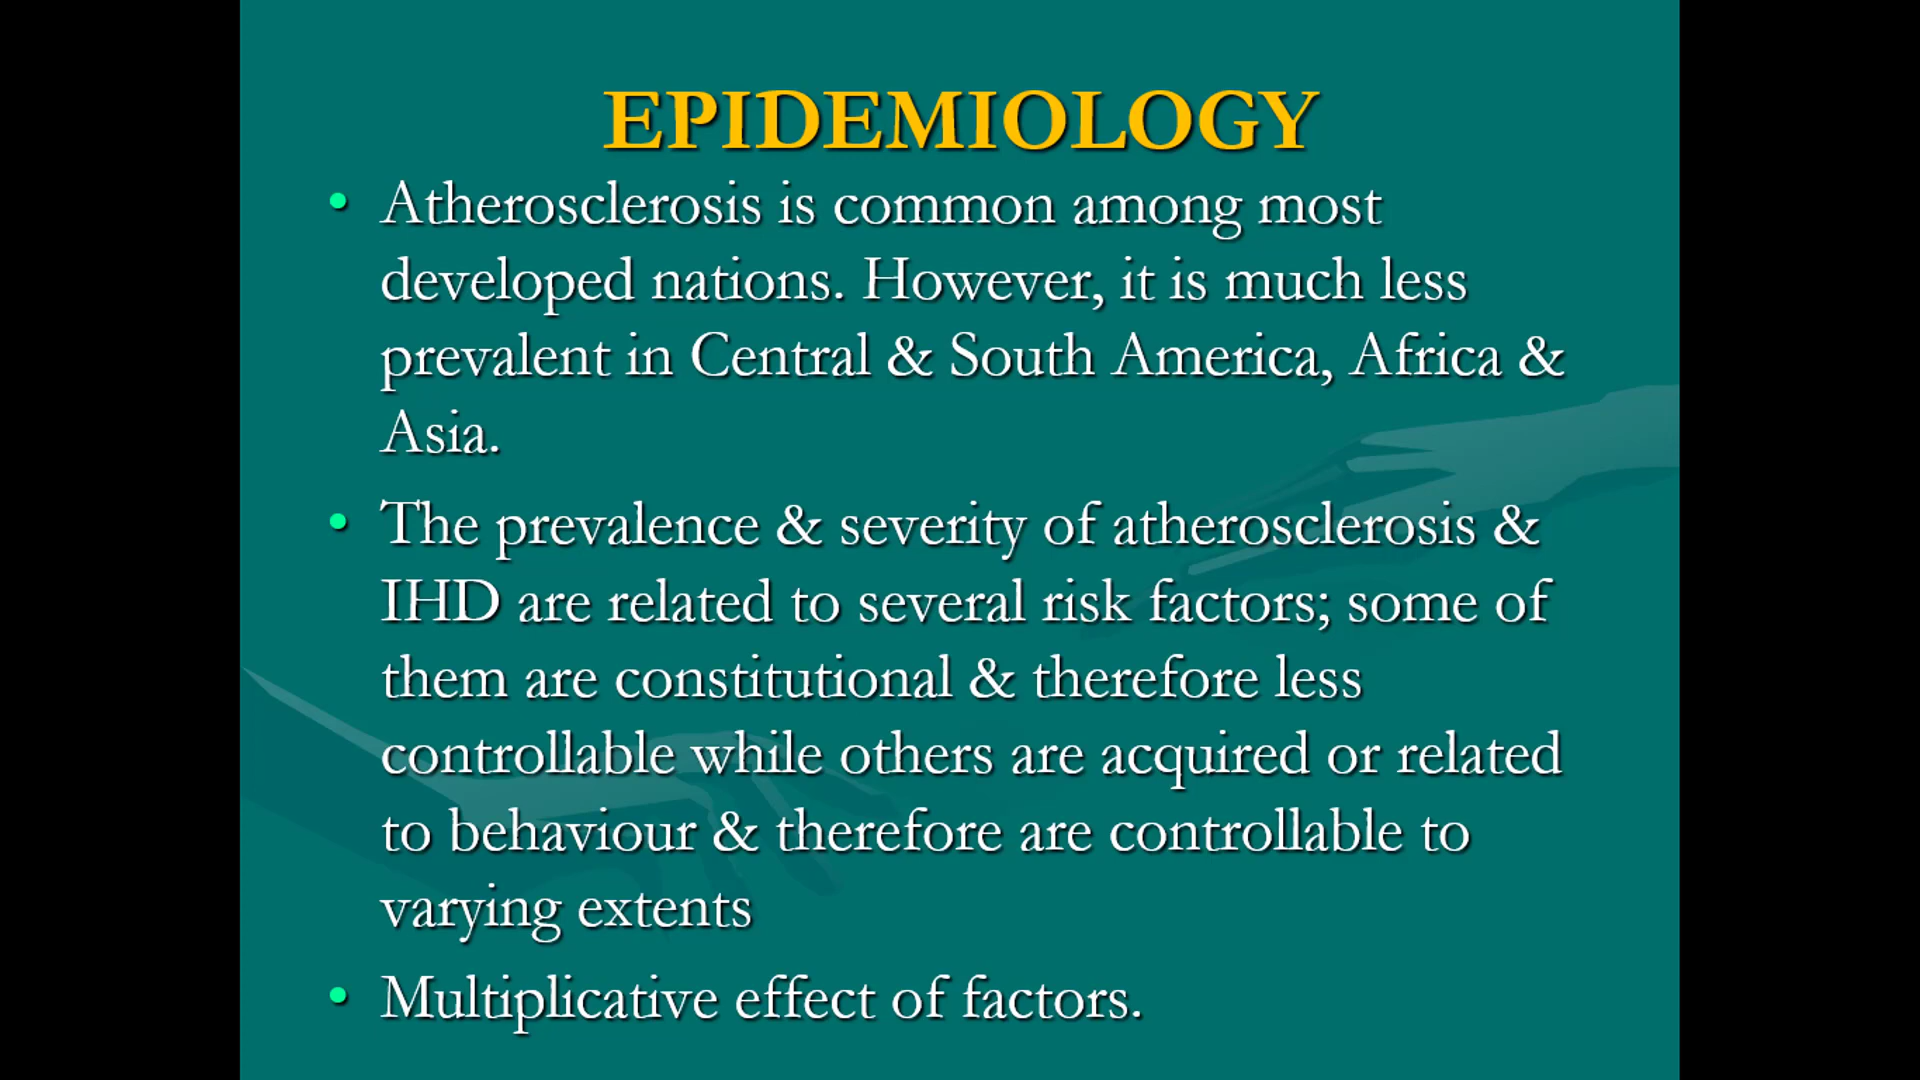 EPIDEMIOLOGY
• Atherosclerosis is common among most
developed nations. However, it is much less
prevalent in Central & South America, Africa &
Asia.
• The prevalence & severity of atherosclerosis &
IHD are related to several risk factors; some of
them are constitutional & therefore less
controllable while others are acquired or related
to behaviour & therefore are controllable to
varying extents
• Multiplicative effect of factors.